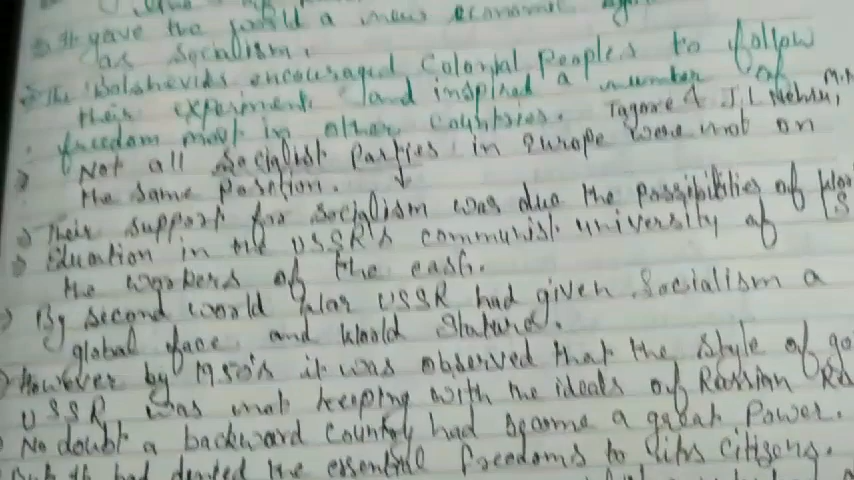 It gave the world a new economic
as Socialism.
The Bolsheviks encouraged colonial Peoples to follow
their experiment and inspired a number of
freedom mot in other countries. Tagore & J.L Nehru,
Not all Socialist Parties in Europe were not on
the same Position.
Their support for Socialism was due the possibilities of
Eduation in the USSR's communist university of
the workers of the east.
By second world War USSR had given Socialism a
global face and World Stature.
However by 1950's it was observed that the style of
USSR was not keeping with the ideals of Russian
No doubt a backward country had become a great Power.
But it had denied the essential freedoms to its citizens.